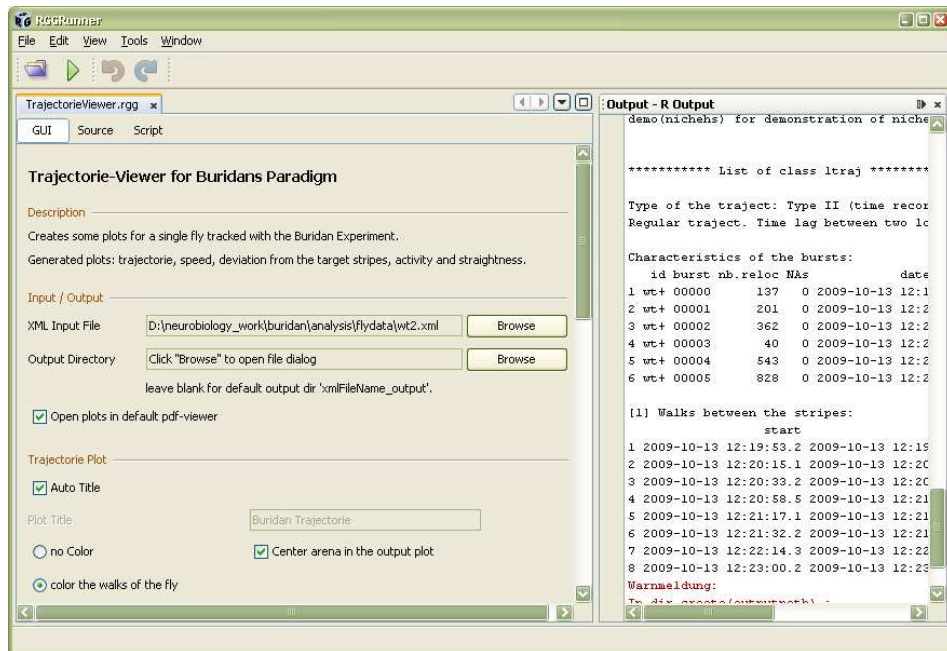 RGGRunner
File Edit View Tools Window
TrajectorieViewer.rgg
GUI Source Script
Trajectorie-Viewer for Buridans Paradigm
Description
Creates some plots for a single fly tracked with the Buridan Experiment.
Generated plots: trajectorie, speed, deviation from the target stripes, activity and straightness.
Input / Output
XML Input File D:\neurobiology_work\buridan\analysis\flydata\wt2.xml Browse
Output Directory Click "Browse" to open file dialog Browse
leave blank for default output dir 'xmlFileName_output'.
Open plots in default pdf-viewer
Trajectorie Plot
Auto Title
Plot Title Buridan Trajectorie
no Color Center arena in the output plot
color the walks of the fly
Output - R Output
demo(nichehs) for demonstration of niche
*********** List of class ltraj ********
Type of the traject: Type II (time recor
Regular traject. Time lag between two lo
Characteristics of the bursts:
id burst nb.reloc NAs date
1 wt+ 00000 137 0 2009-10-13 12:1
2 wt+ 00001 201 0 2009-10-13 12:2
3 wt+ 00002 362 0 2009-10-13 12:2
4 wt+ 00003 40 0 2009-10-13 12:2
5 wt+ 00004 543 0 2009-10-13 12:2
6 wt+ 00005 828 0 2009-10-13 12:2
[1] Walks between the stripes:
start
1 2009-10-13 12:19:53.2 2009-10-13 12:19
2 2009-10-13 12:20:15.1 2009-10-13 12:20
3 2009-10-13 12:20:33.2 2009-10-13 12:20
4 2009-10-13 12:20:58.5 2009-10-13 12:21
5 2009-10-13 12:21:17.1 2009-10-13 12:21
6 2009-10-13 12:21:32.2 2009-10-13 12:21
7 2009-10-13 12:22:14.3 2009-10-13 12:22
8 2009-10-13 12:23:00.2 2009-10-13 12:23
Warnmeldung:
In dir.create(outputpath) :